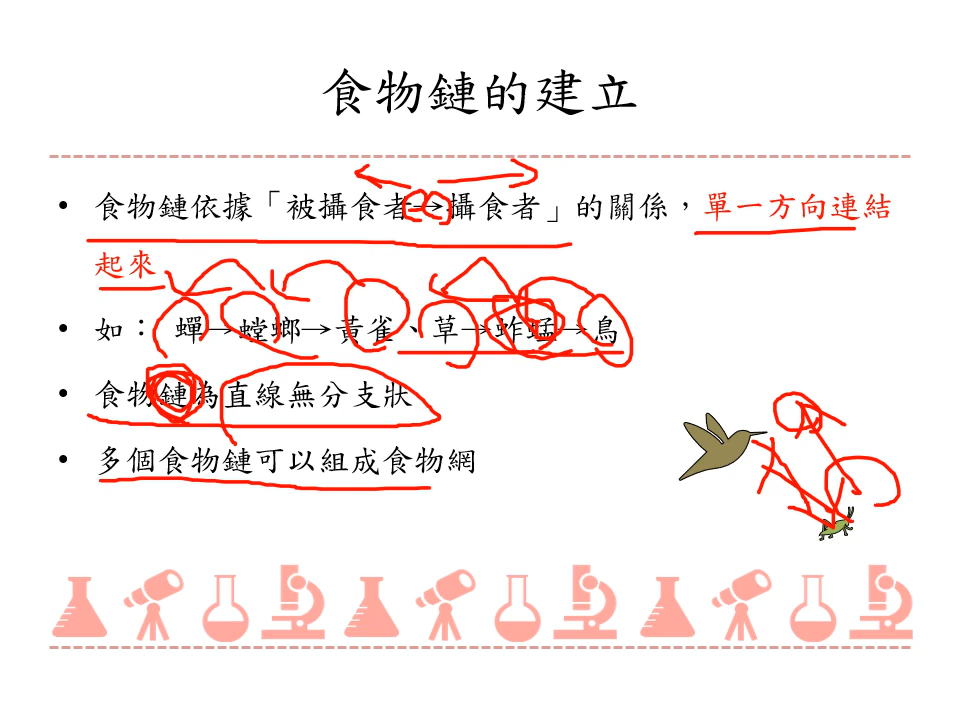 食物鏈的建立
• 食物鏈依據「被攝食者→攝食者」的關係，單一方向連結
起來
• 如： 蟬→螳螂→黃雀、草→蚱蜢→鳥
• 食物鏈為直線無分支狀
• 多個食物鏈可以組成食物網